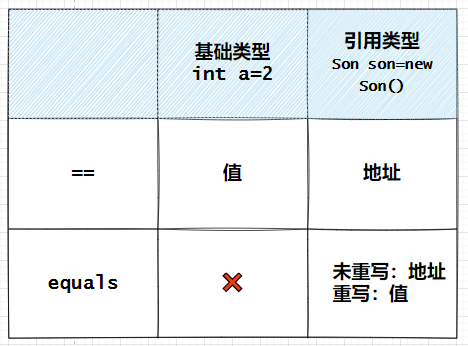 基础类型
int a=2
引用类型
Son son=new
Son()
==
值
地址
equals
❌
未重写：地址
重写：值